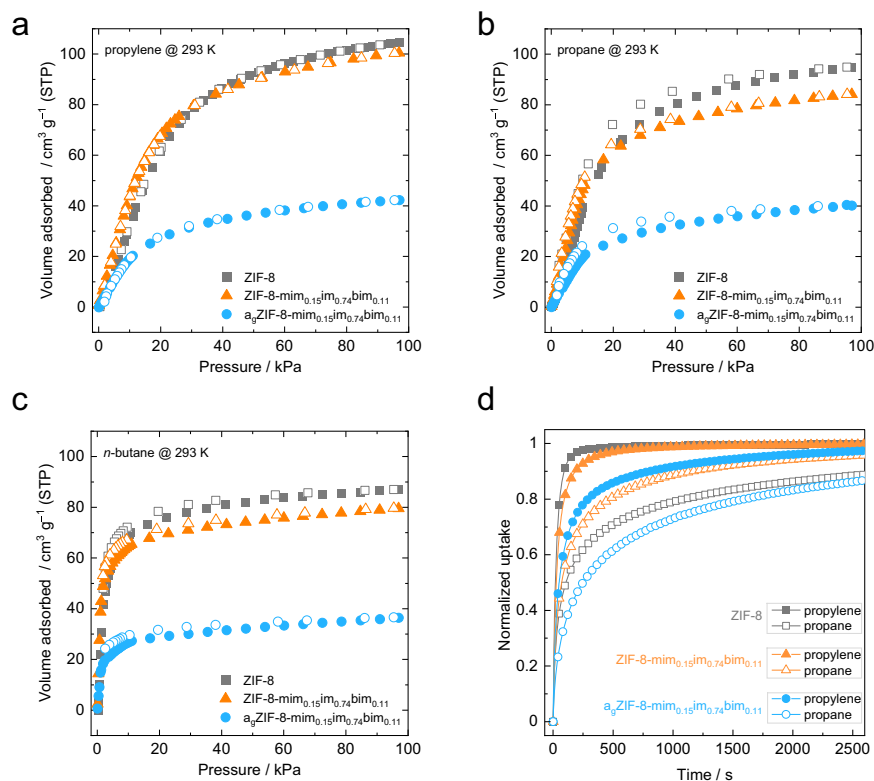 a
propylene @ 293 K
Volume adsorbed / cm³ g⁻¹ (STP)
100
80
60
40
20
0
ZIF-8
ZIF-8-mim₀.₁₅im₀.₇₄bim₀.₁₁
agZIF-8-mim₀.₁₅im₀.₇₄bim₀.₁₁
0 20 40 60 80 100
Pressure / kPa
b
propane @ 293 K
Volume adsorbed / cm³ g⁻¹ (STP)
100
80
60
40
20
0
ZIF-8
ZIF-8-mim₀.₁₅im₀.₇₄bim₀.₁₁
agZIF-8-mim₀.₁₅im₀.₇₄bim₀.₁₁
0 20 40 60 80 100
Pressure / kPa
c
n-butane @ 293 K
Volume adsorbed / cm³ g⁻¹ (STP)
100
80
60
40
20
0
ZIF-8
ZIF-8-mim₀.₁₅im₀.₇₄bim₀.₁₁
agZIF-8-mim₀.₁₅im₀.₇₄bim₀.₁₁
0 20 40 60 80 100
Pressure / kPa
d
Normalized uptake
1
0.8
0.6
0.4
0.2
0
ZIF-8
propylene
propane
ZIF-8-mim₀.₁₅im₀.₇₄bim₀.₁₁
propylene
propane
agZIF-8-mim₀.₁₅im₀.₇₄bim₀.₁₁
propylene
propane
0 500 1000 1500 2000 2500
Time / s